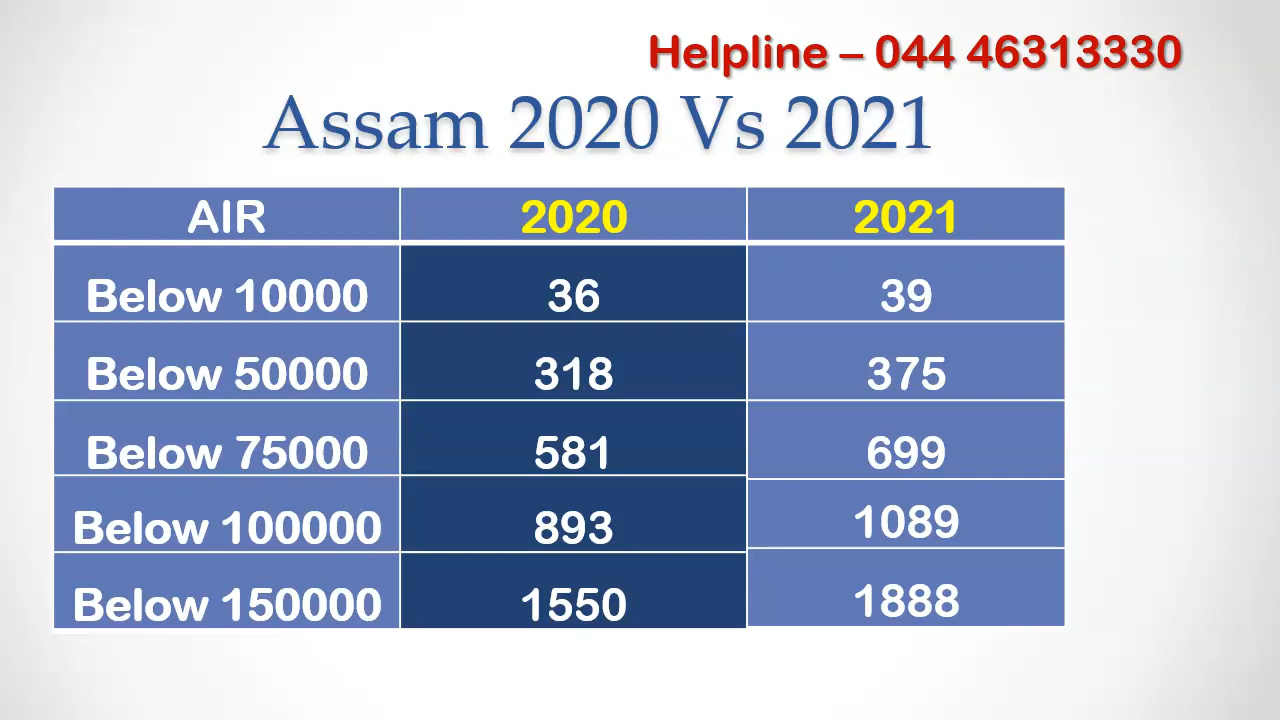 Helpline – 044 46313330
Assam 2020 Vs 2021
AIR 2020 2021
Below 10000 36 39
Below 50000 318 375
Below 75000 581 699
Below 100000 893 1089
Below 150000 1550 1888